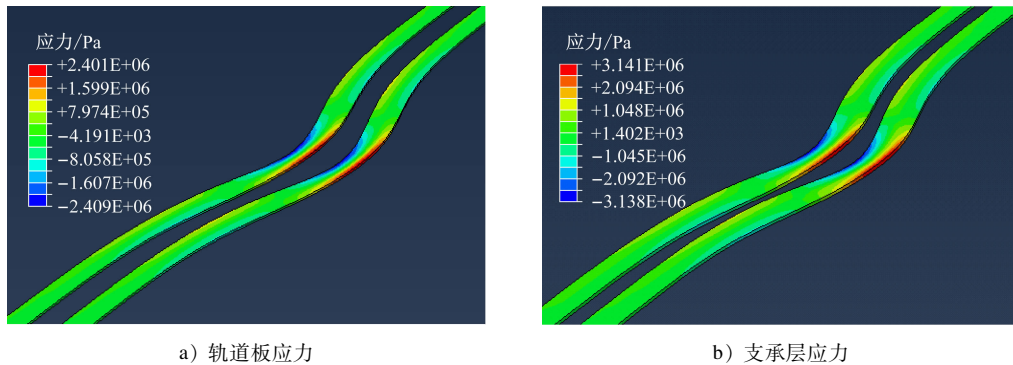 应力/Pa
+2.401E+06
+1.599E+06
+7.974E+05
−4.191E+03
−8.058E+05
−1.607E+06
−2.409E+06
a) 轨道板应力
应力/Pa
+3.141E+06
+2.094E+06
+1.048E+06
+1.402E+03
−1.045E+06
−2.092E+06
−3.138E+06
b) 支承层应力